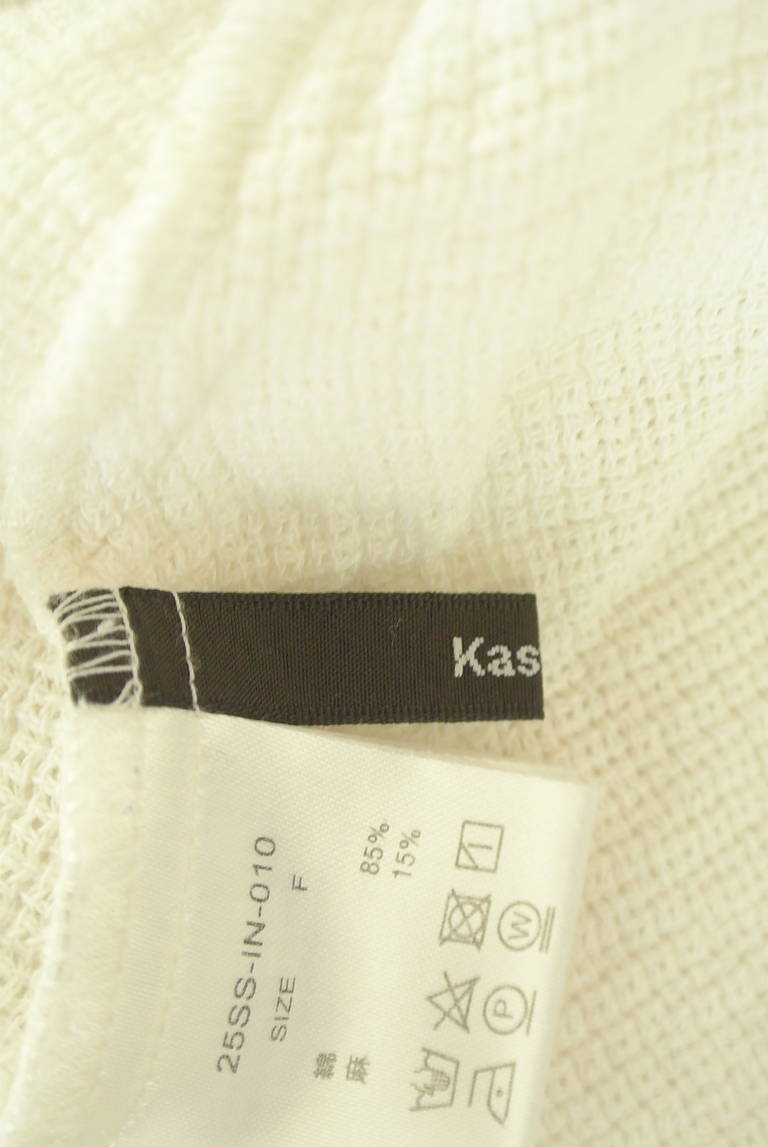 Kas
25SS-IN-010
SIZE F
綿 85%
麻 15%
W
P